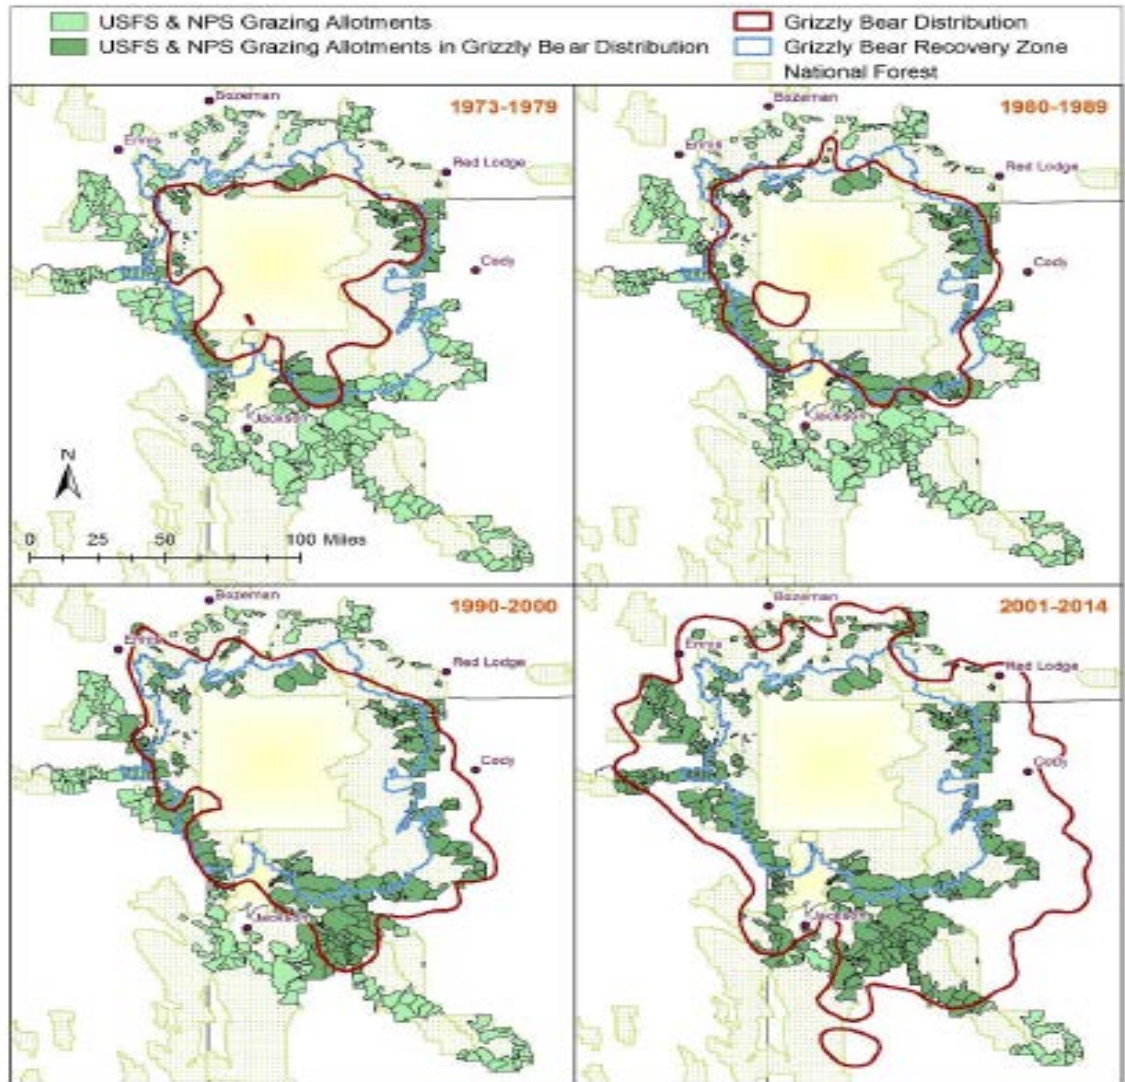 USFS & NPS Grazing Allotments
USFS & NPS Grazing Allotments in Grizzly Bear Distribution
Grizzly Bear Distribution
Grizzly Bear Recovery Zone
National Forest
Bozeman
1973-1979
Ennis
Red Lodge
Cody
Jackson
N
0 25 50 100 Miles
Bozeman
1980-1989
Ennis
Red Lodge
Cody
Jackson
Bozeman
1990-2000
Ennis
Red Lodge
Cody
Jackson
Bozeman
2001-2014
Ennis
Red Lodge
Cody
Jackson